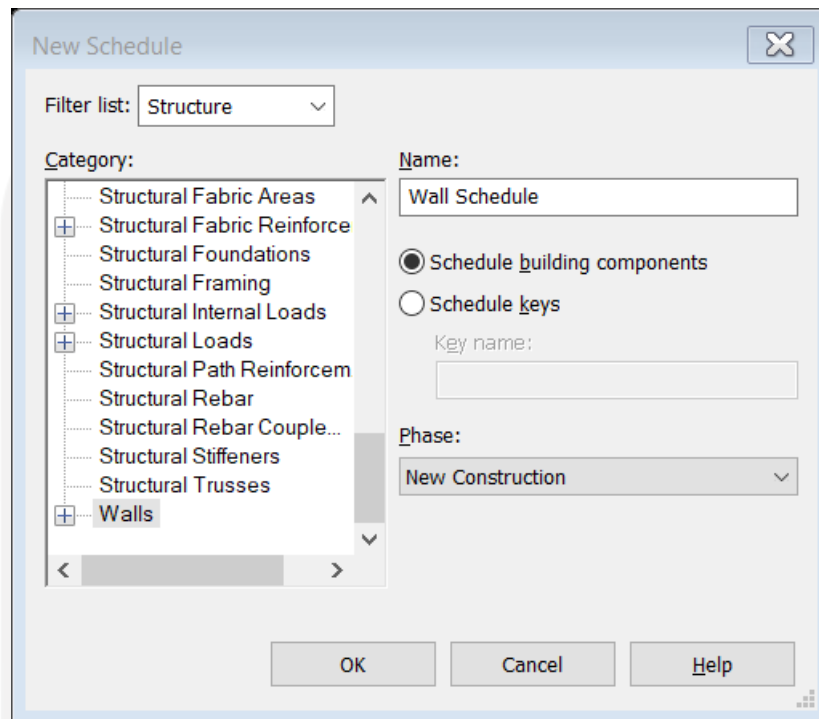 New Schedule
Filter list: Structure
Category:
Structural Fabric Areas
Structural Fabric Reinforce
Structural Foundations
Structural Framing
Structural Internal Loads
Structural Loads
Structural Path Reinforcem
Structural Rebar
Structural Rebar Couple...
Structural Stiffeners
Structural Trusses
Walls
Name:
Wall Schedule
Schedule building components
Schedule keys
Key name:
Phase:
New Construction
OK Cancel Help